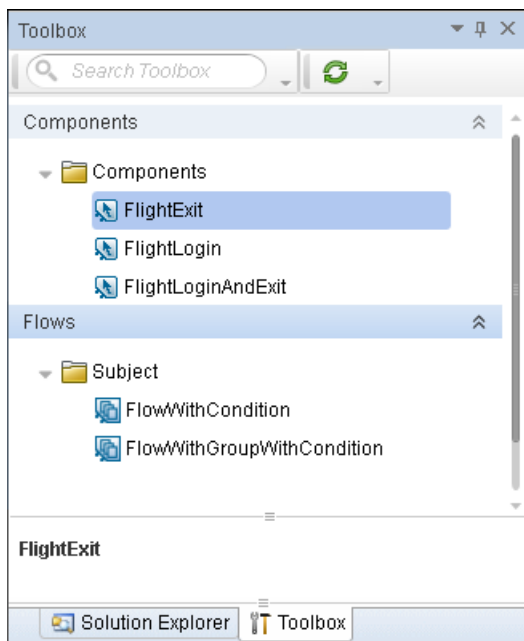 Toolbox
Search Toolbox
Components
Components
FlightExit
FlightLogin
FlightLoginAndExit
Flows
Subject
FlowWithCondition
FlowWithGroupWithCondition
FlightExit
Solution Explorer Toolbox